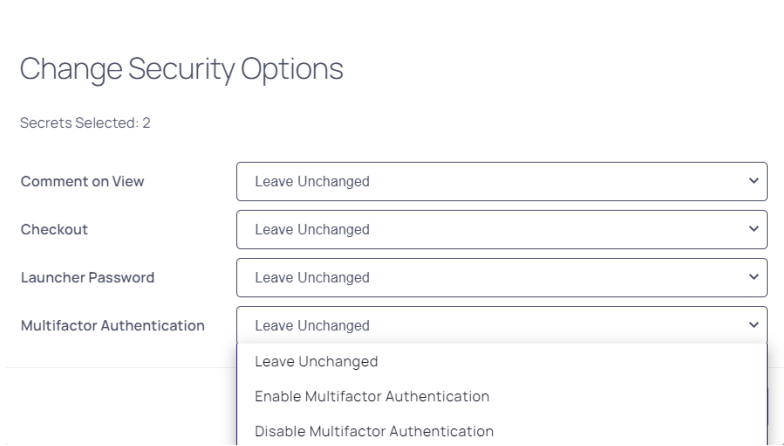 Change Security Options
Secrets Selected: 2
Comment on View Leave Unchanged
Checkout Leave Unchanged
Launcher Password Leave Unchanged
Multifactor Authentication Leave Unchanged
Leave Unchanged
Enable Multifactor Authentication
Disable Multifactor Authentication